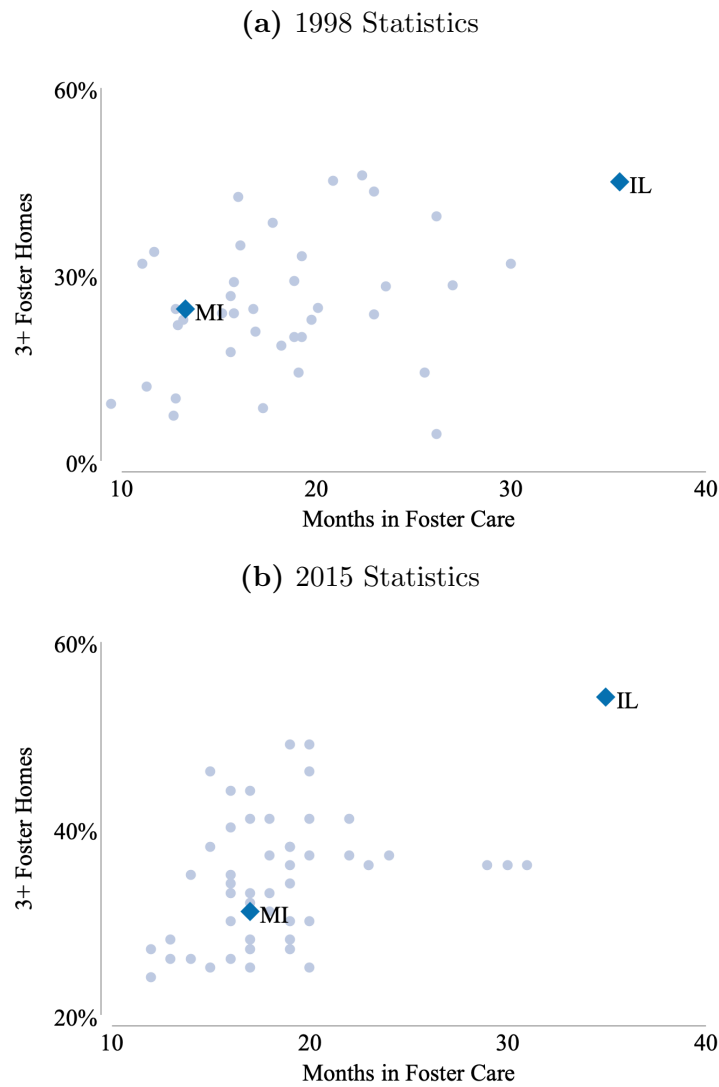 (a) 1998 Statistics
60%
30%
0%
3+ Foster Homes
IL
MI
10 20 30 40
Months in Foster Care
(b) 2015 Statistics
60%
40%
20%
3+ Foster Homes
IL
MI
10 20 30 40
Months in Foster Care